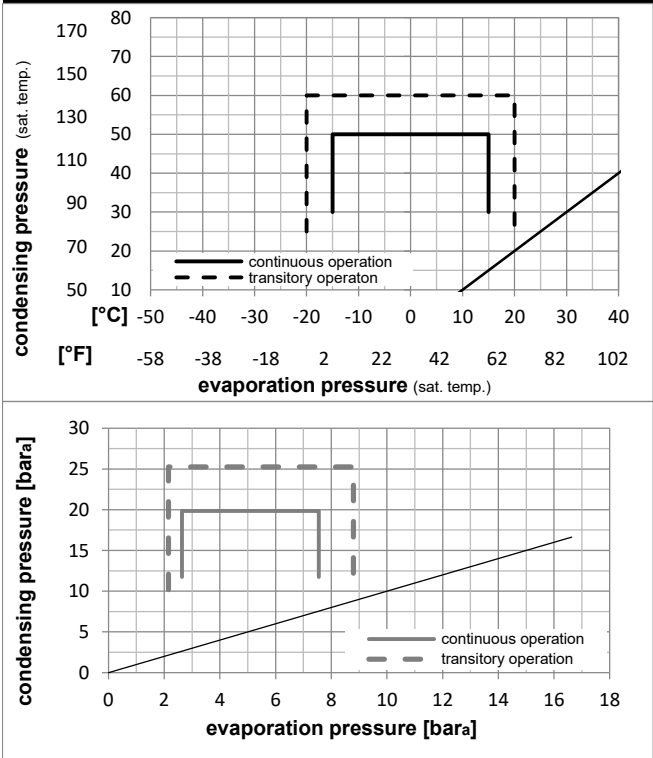 170 80
70
150
60
130
50
110
40
90
30
70
20
50 10
condensing pressure (sat. temp.)
continuous operation
transitory operaton
[°C] -50 -40 -30 -20 -10 0 10 20 30 40
[°F] -58 -38 -18 2 22 42 62 82 102
evaporation pressure (sat. temp.)
30
25
20
15
10
5
0
condensing pressure [bara]
continuous operation
transitory operation
0 2 4 6 8 10 12 14 16 18
evaporation pressure [bara]